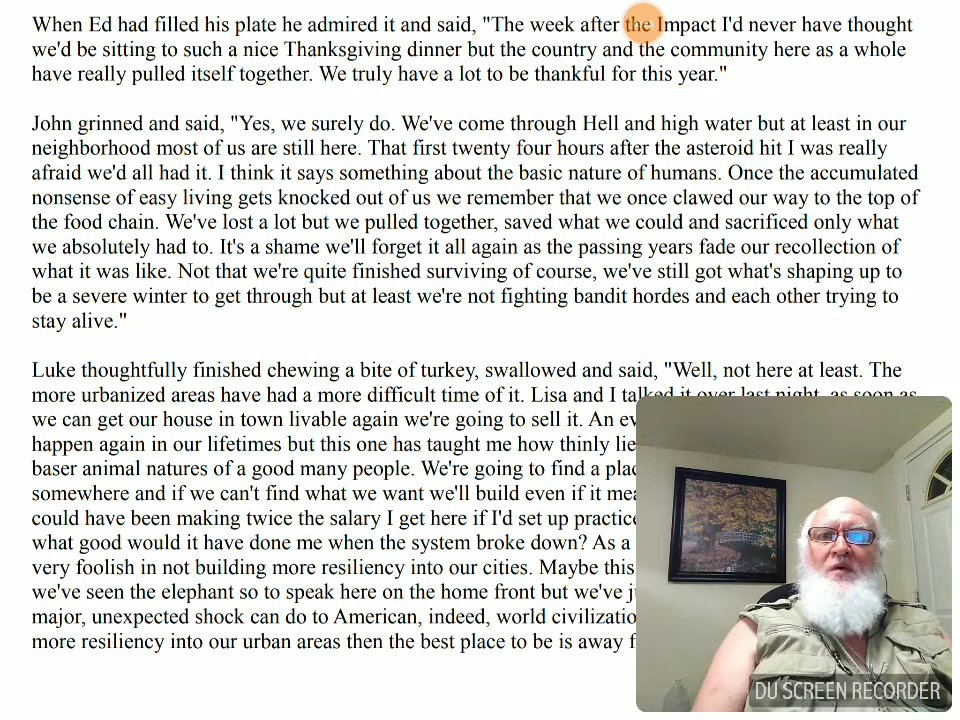 When Ed had filled his plate he admired it and said, "The week after the Impact I'd never have thought
we'd be sitting to such a nice Thanksgiving dinner but the country and the community here as a whole
have really pulled itself together. We truly have a lot to be thankful for this year."
John grinned and said, "Yes, we surely do. We've come through Hell and high water but at least in our
neighborhood most of us are still here. That first twenty four hours after the asteroid hit I was really
afraid we'd all had it. I think it says something about the basic nature of humans. Once the accumulated
nonsense of easy living gets knocked out of us we remember that we once clawed our way to the top of
the food chain. We've lost a lot but we pulled together, saved what we could and sacrificed only what
we absolutely had to. It's a shame we'll forget it all again as the passing years fade our recollection of
what it was like. Not that we're quite finished surviving of course, we've still got what's shaping up to
be a severe winter to get through but at least we're not fighting bandit hordes and each other trying to
stay alive."
Luke thoughtfully finished chewing a bite of turkey, swallowed and said, "Well, not here at least. The
more urbanized areas have had a more difficult time of it. Lisa and I talked it over last night, as soon as
we can get our house in town livable again we're going to sell it. An
happen again in our lifetimes but this one has taught me how thinly
baser animal natures of a good many people. We're going to find a
somewhere and if we can't find what we want we'll build even if it
could have been making twice the salary I get here if I'd set up
what good would it have done me when the system broke down? As a
very foolish in not building more resiliency into our cities. Maybe this
we've seen the elephant so to speak here on the home front but we've
major, unexpected shock can do to American, indeed, world
more resiliency into our urban areas then the best place to be is away
DU SCREEN RECORDER